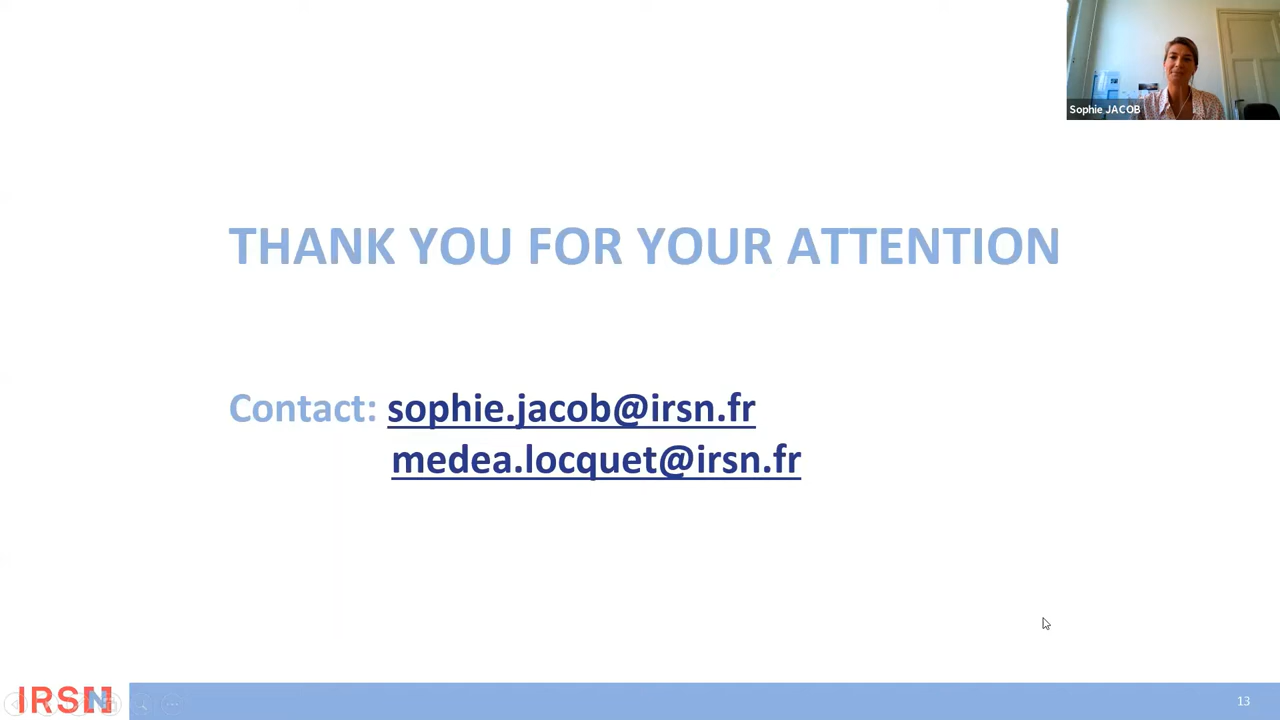 Sophie JACOB
THANK YOU FOR YOUR ATTENTION
Contact: sophie.jacob@irsn.fr
medea.locquet@irsn.fr
IRSN
13